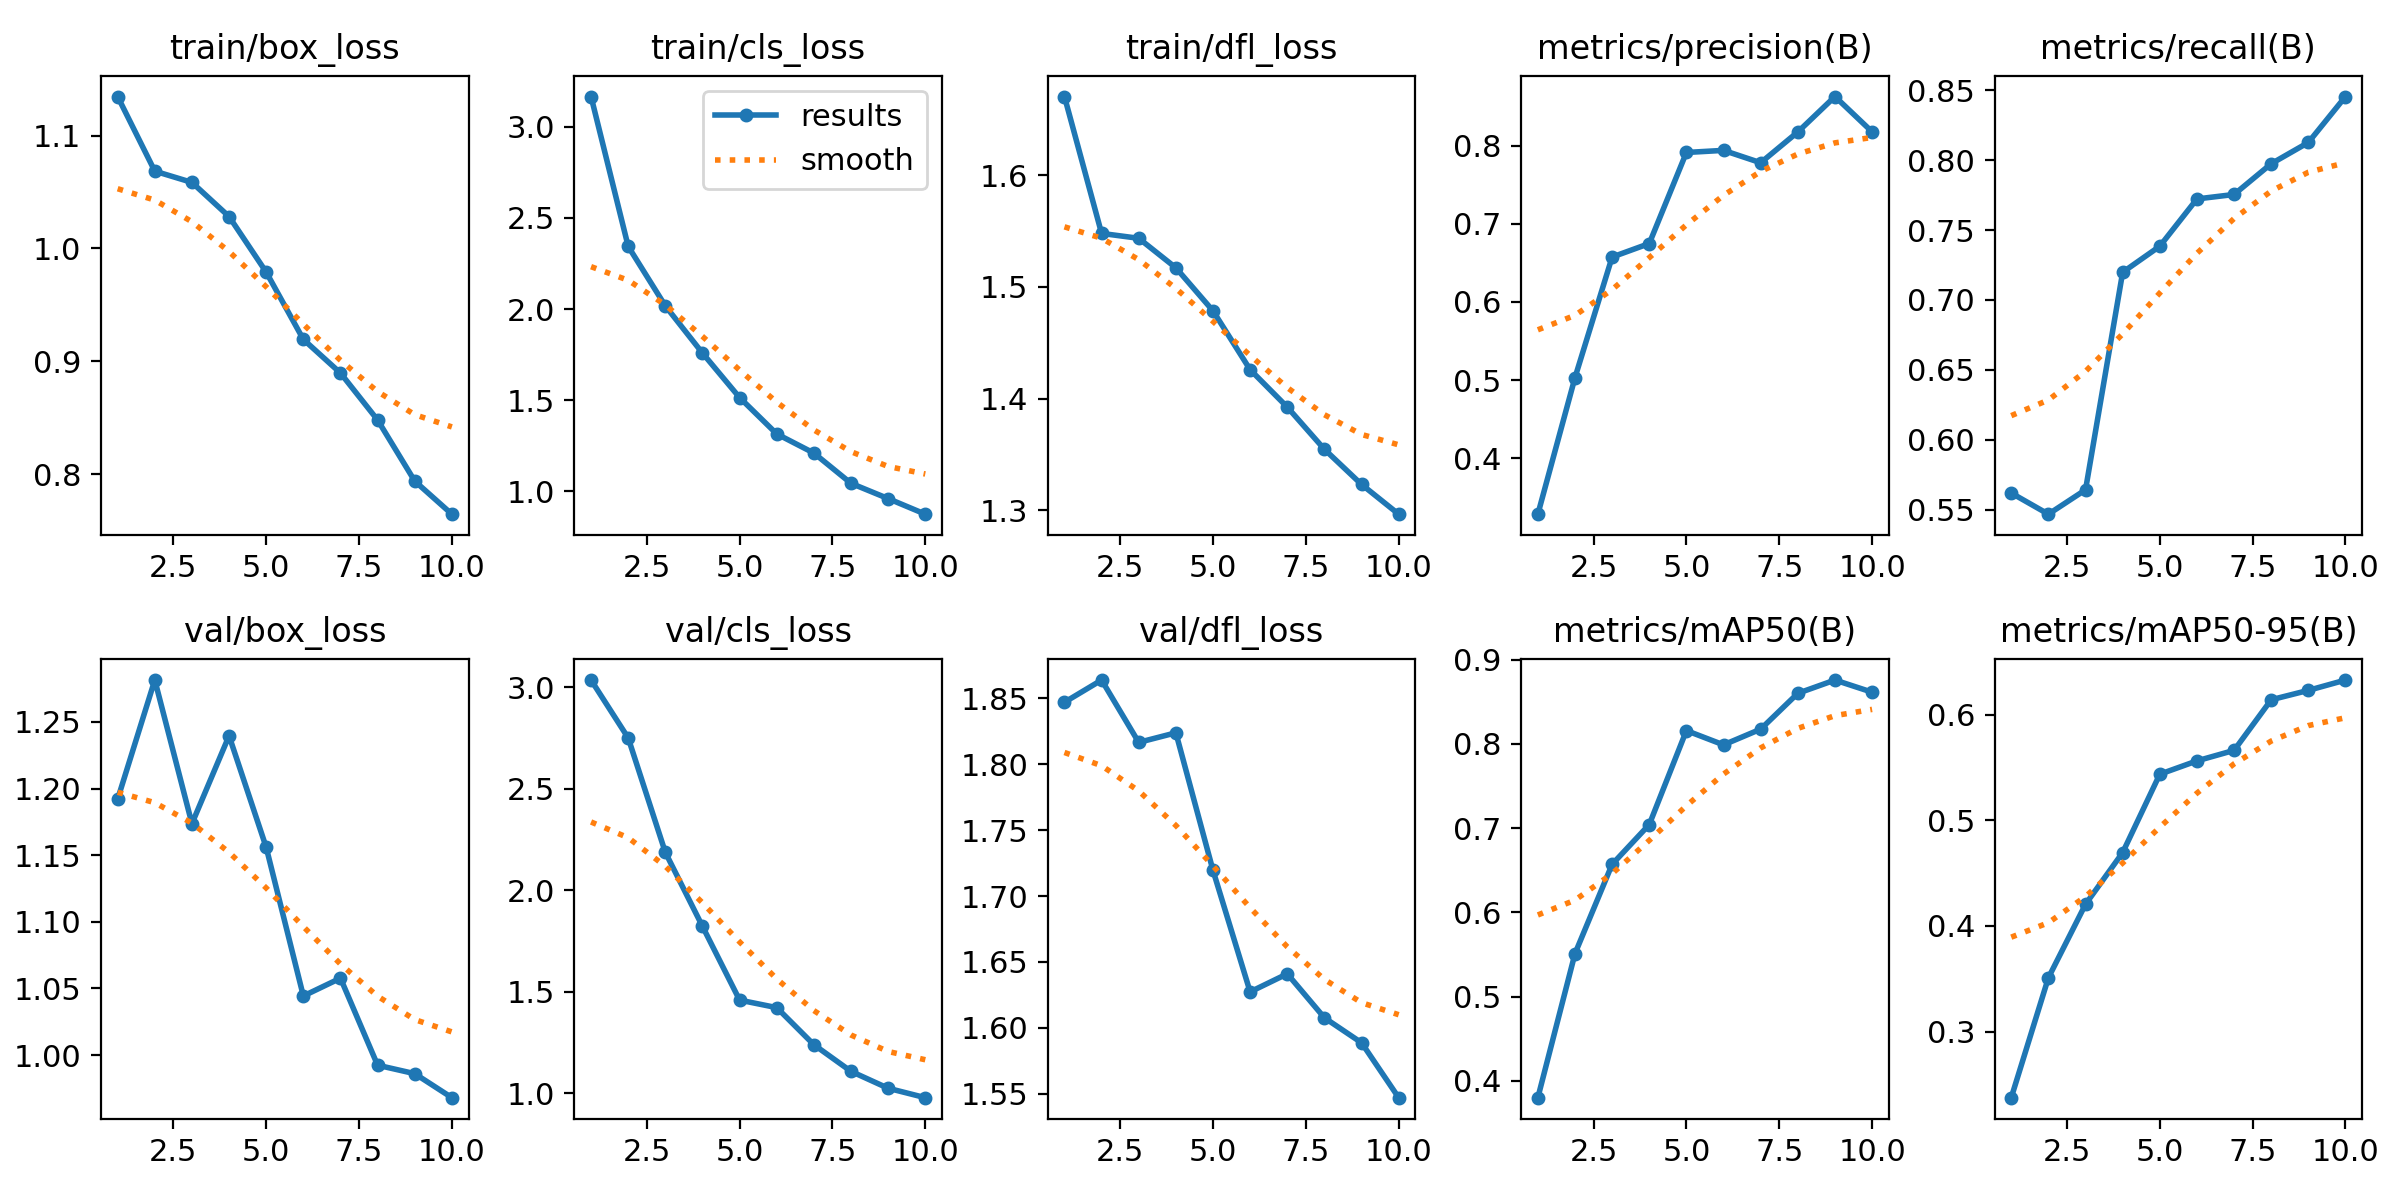 train/box_loss
train/cls_loss
train/dfl_loss
metrics/precision(B)
metrics/recall(B)
1.1
1.0
0.9
0.8
2.5 5.0 7.5 10.0
results
smooth
3.0
2.5
2.0
1.5
1.0
2.5 5.0 7.5 10.0
1.6
1.5
1.4
1.3
2.5 5.0 7.5 10.0
0.8
0.7
0.6
0.5
0.4
2.5 5.0 7.5 10.0
0.85
0.80
0.75
0.70
0.65
0.60
0.55
2.5 5.0 7.5 10.0
val/box_loss
val/cls_loss
val/dfl_loss
metrics/mAP50(B)
metrics/mAP50-95(B)
1.25
1.20
1.15
1.10
1.05
1.00
2.5 5.0 7.5 10.0
3.0
2.5
2.0
1.5
1.0
2.5 5.0 7.5 10.0
1.85
1.80
1.75
1.70
1.65
1.60
1.55
2.5 5.0 7.5 10.0
0.9
0.8
0.7
0.6
0.5
0.4
2.5 5.0 7.5 10.0
0.6
0.5
0.4
0.3
2.5 5.0 7.5 10.0